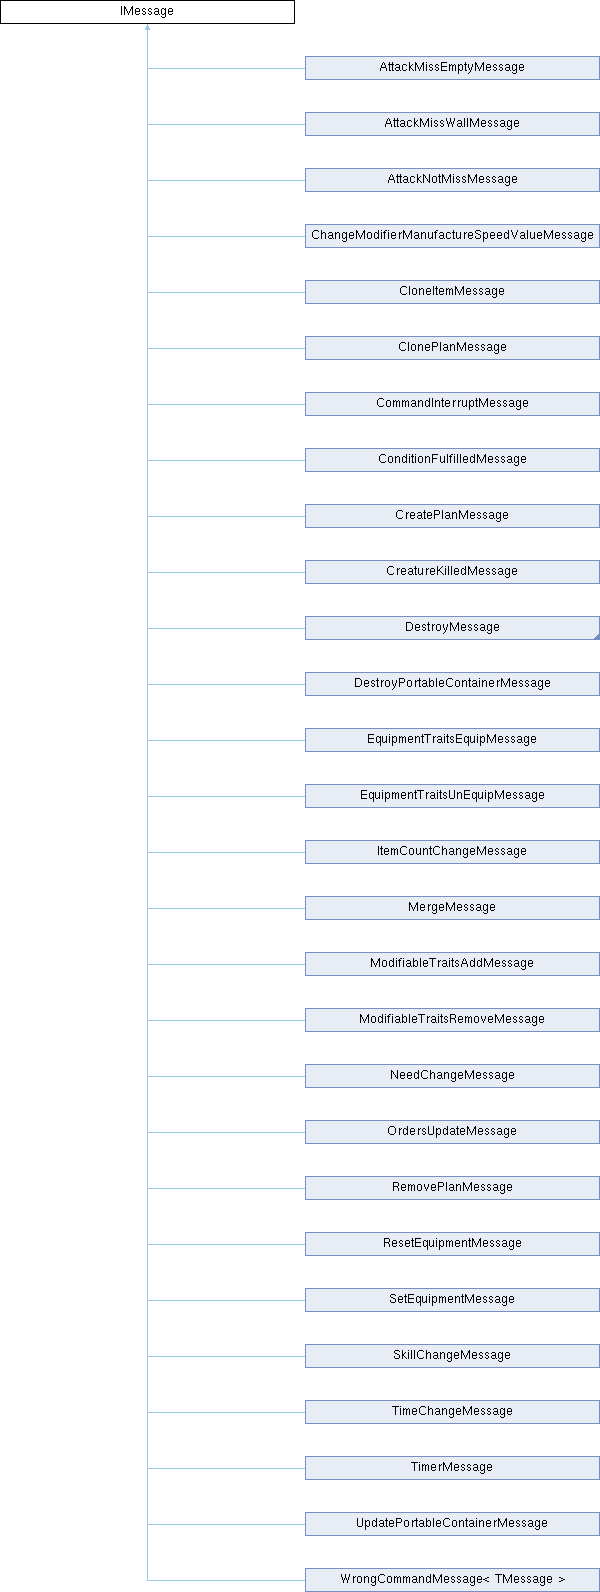 IMessage
AttackMissEmptyMessage
AttackMissWallMessage
AttackNotMissMessage
ChangeModifierManufactureSpeedValueMessage
CloneItemMessage
ClonePlanMessage
CommandInterruptMessage
ConditionFulfilledMessage
CreatePlanMessage
CreatureKilledMessage
DestroyMessage
DestroyPortableContainerMessage
EquipmentTraitsEquipMessage
EquipmentTraitsUnEquipMessage
ItemCountChangeMessage
MergeMessage
ModifiableTraitsAddMessage
ModifiableTraitsRemoveMessage
NeedChangeMessage
OrdersUpdateMessage
RemovePlanMessage
ResetEquipmentMessage
SetEquipmentMessage
SkillChangeMessage
TimeChangeMessage
TimerMessage
UpdatePortableContainerMessage
WrongCommandMessage< TMessage >